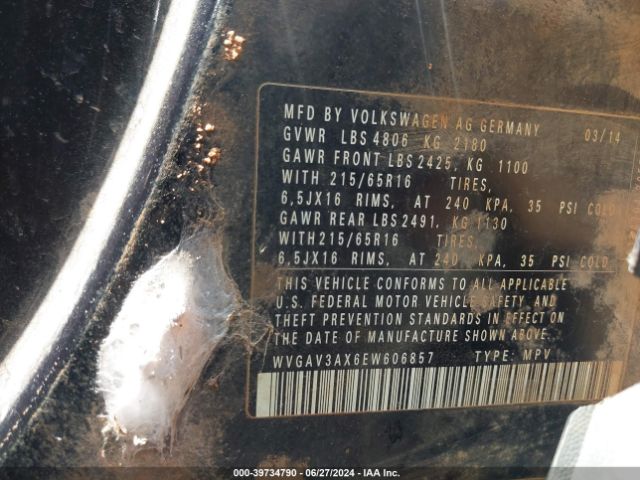 MFD BY VOLKSWAGEN AG GERMANY 03/14
GVWR LBS 4806 KG 2180
GAWR FRONT LBS 2425, KG 1100
WITH 215/65R16 TIRES,
6,5JX16 RIMS, AT 240 KPA, 35 PSI COLD
GAWR REAR LBS 2491, KG 1130
WITH215/65R16 TIRES,
6,5JX16 RIMS, AT 240 KPA, 35 PSI COLD
THIS VEHICLE CONFORMS TO ALL APPLICABLE
U.S. FEDERAL MOTOR VEHICLE SAFETY AND
THEFT PREVENTION STANDARDS IN EFFECT ON
THE DATE OF MANUFACTURE SHOWN ABOVE.
WVGAV3AX6EW606857 TYPE: MPV
000-39734790 - 06/27/2024 - IAA Inc.